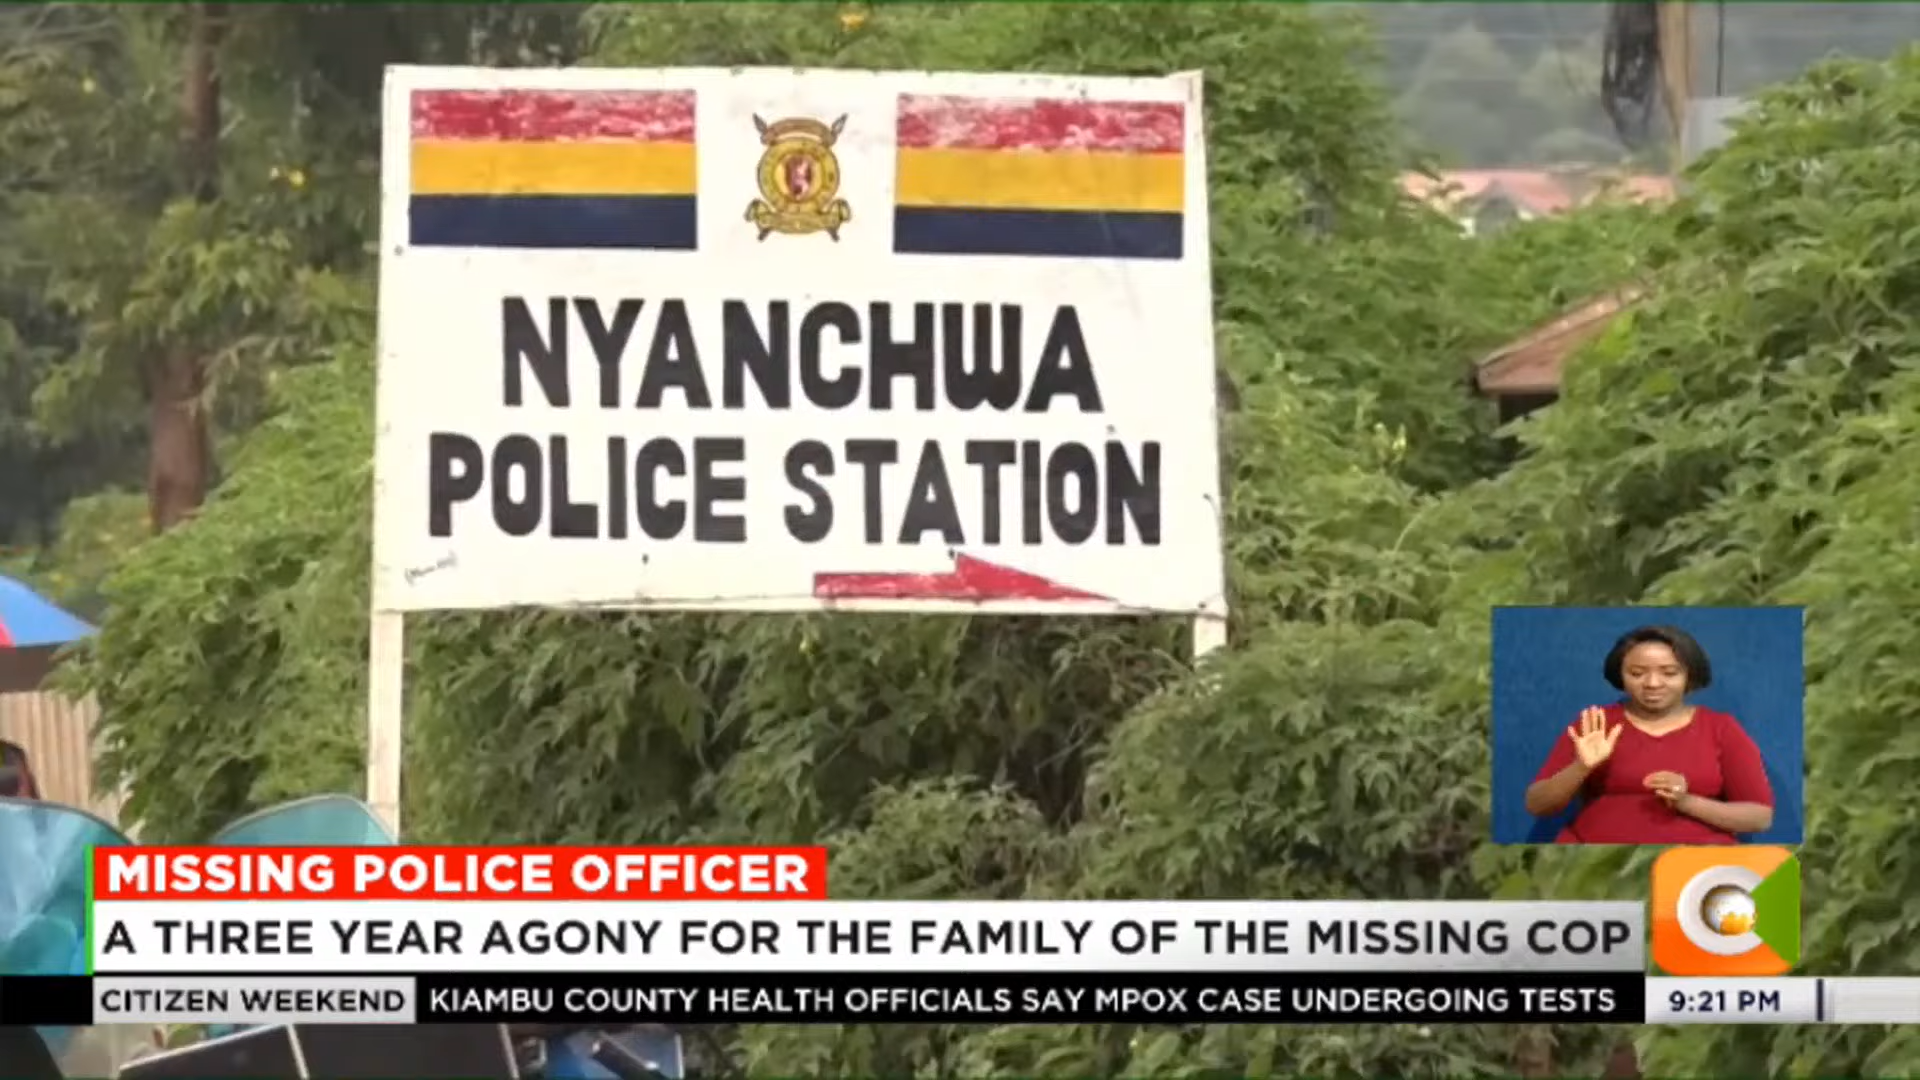 NYANCHWA
POLICE STATION
MISSING POLICE OFFICER
A THREE YEAR AGONY FOR THE FAMILY OF THE MISSING COP
CITIZEN WEEKEND KIAMBU COUNTY HEALTH OFFICIALS SAY MPOX CASE UNDERGOING TESTS 9:21 PM